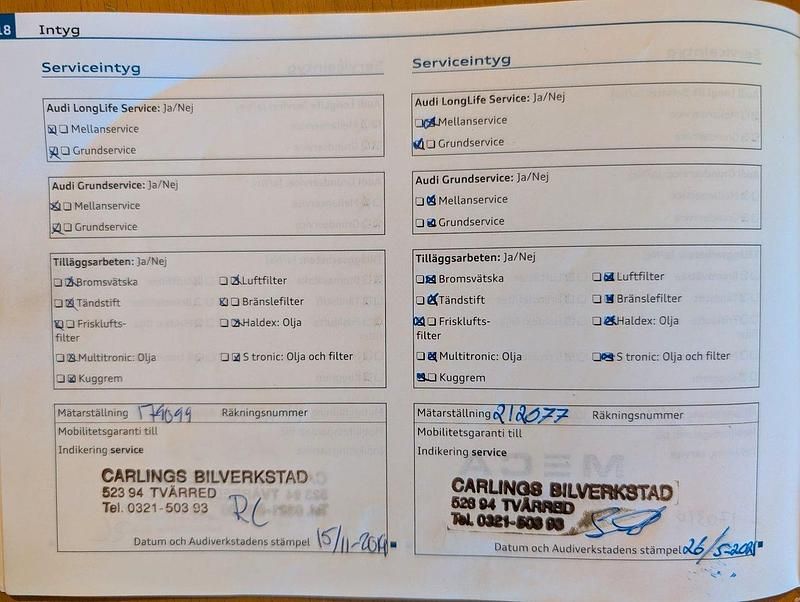 18 Intyg
Serviceintyg
Audi LongLife Service: Ja/Nej
Mellanservice
Grundservice
Audi Grundservice: Ja/Nej
Mellanservice
Grundservice
Tilläggsarbeten: Ja/Nej
Bromsvätska Luftfilter
Tändstift Bränslefilter
Frisklufts- Haldex: Olja
filter
Multitronic: Olja S tronic: Olja och filter
Kuggrem
Mätarställning 179099 Räkningsnummer
Mobilitetsgaranti till
Indikering service
CARLINGS BILVERKSTAD
523 94 TVÄRRED
Tel. 0321-503 93
RC
Datum och Audiverkstadens stämpel 15/11-2019
Serviceintyg
Audi LongLife Service: Ja/Nej
Mellanservice
Grundservice
Audi Grundservice: Ja/Nej
Mellanservice
Grundservice
Tilläggsarbeten: Ja/Nej
Bromsvätska Luftfilter
Tändstift Bränslefilter
Frisklufts- Haldex: Olja
filter
Multitronic: Olja S tronic: Olja och filter
Kuggrem
Mätarställning 212077 Räkningsnummer
Mobilitetsgaranti till
Indikering service
CARLINGS BILVERKSTAD
523 94 TVÄRRED
Tel. 0321-503 93
Datum och Audiverkstadens stämpel 26/5-2021